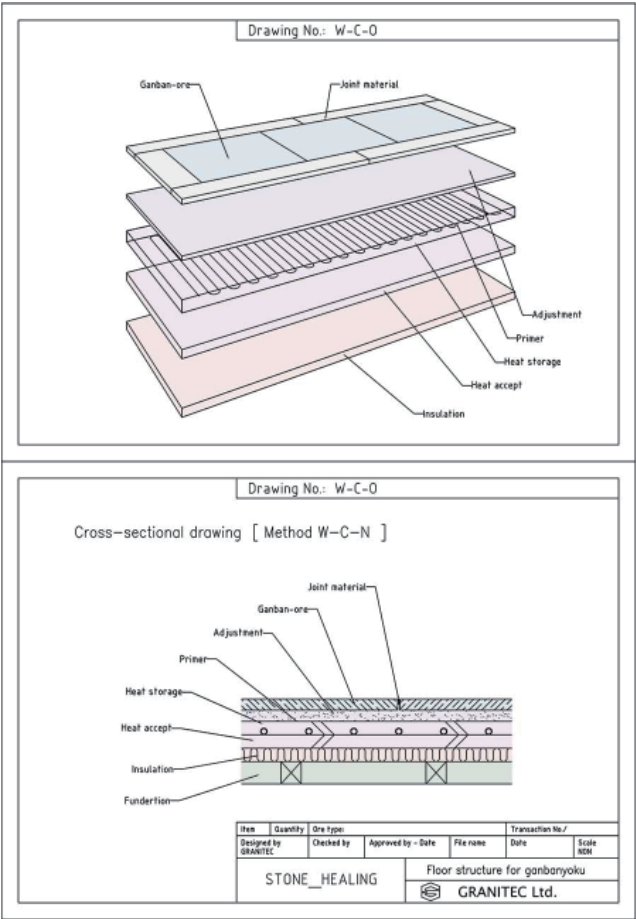 Drawing No.: W-C-O
Ganban-ore
Joint material
Adjustment
Primer
Heat storage
Heat accept
Insulation
Drawing No.: W-C-O
Cross-sectional drawing [ Method W-C-N ]
Joint material
Ganban-ore
Adjustment
Primer
Heat storage
Heat accept
Insulation
Fundertion
Item Quantity Ore type: Transaction No./
Designed by GRANITEC Checked by Approved by - Date File name Date Scale NON
STONE_HEALING
Floor structure for ganbanyoku
GRANITEC Ltd.